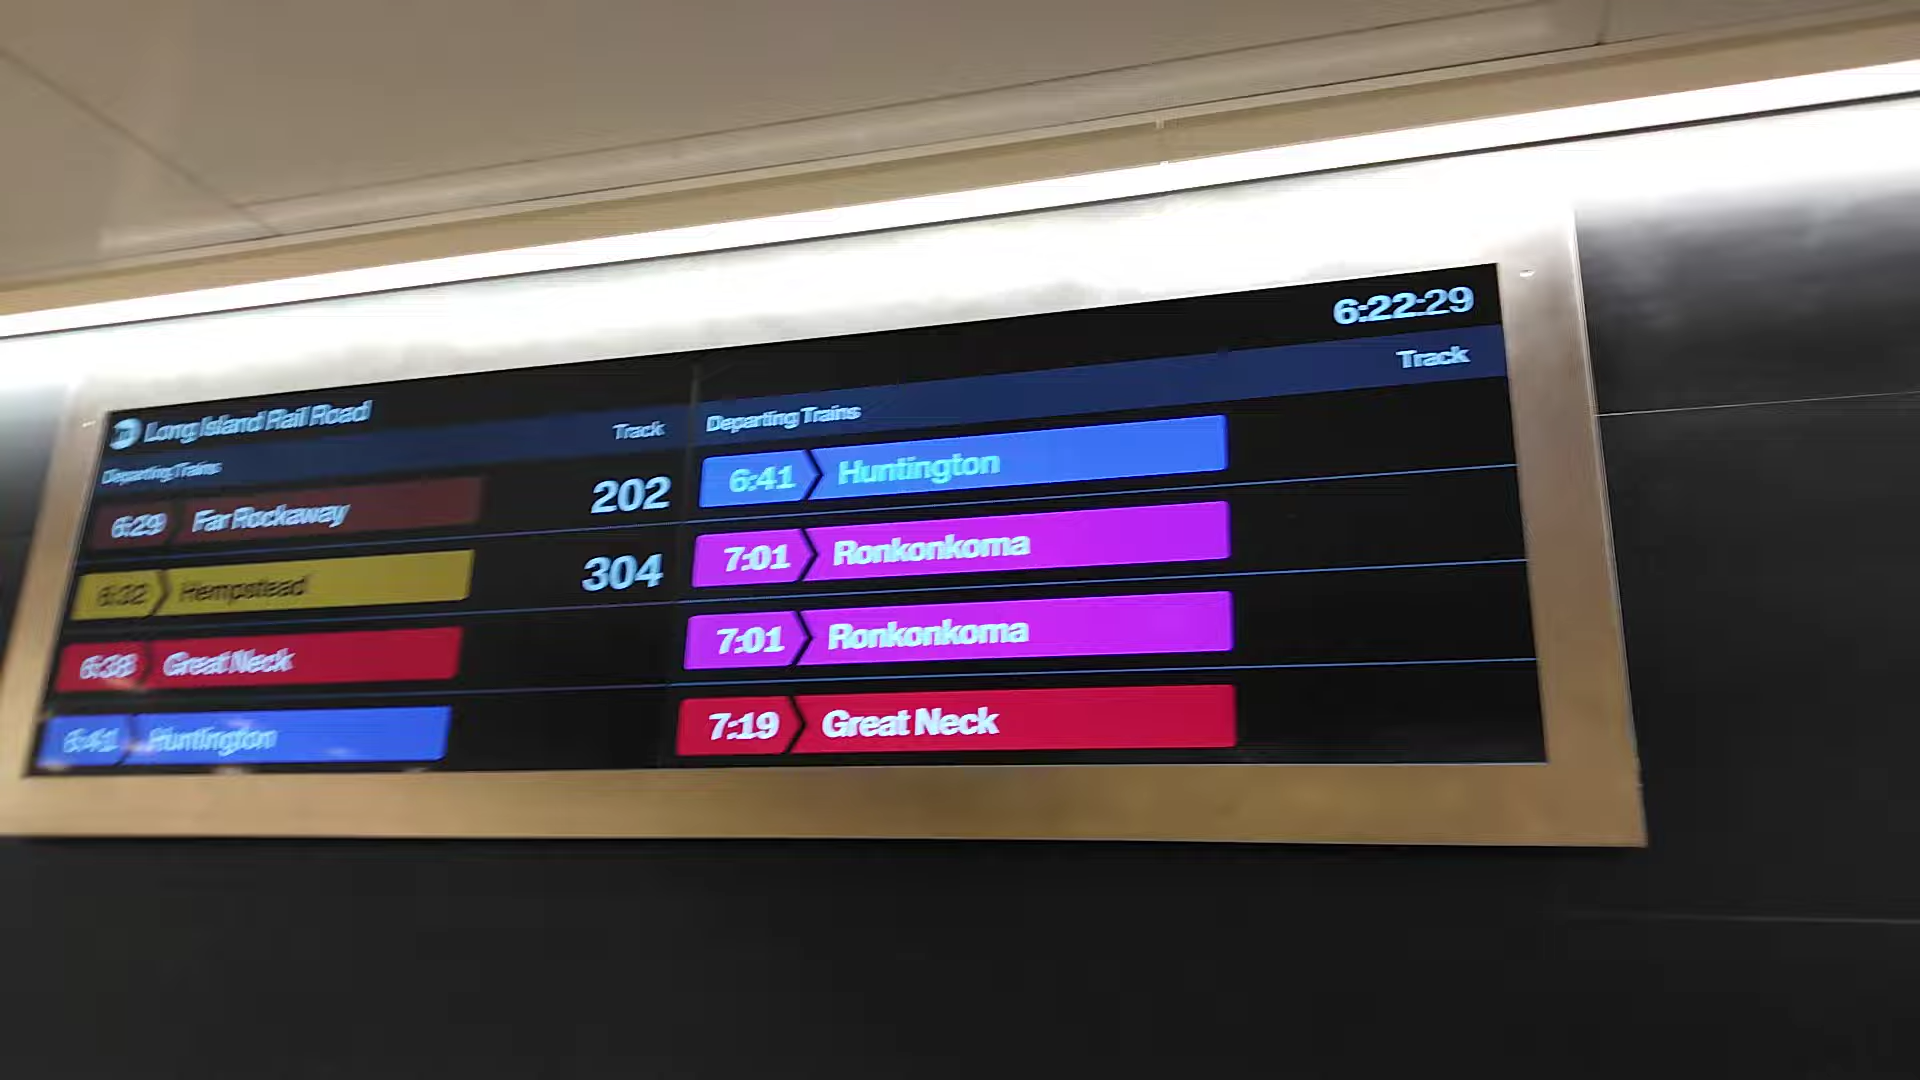 6:22:29
Long Island Rail Road
Departing Trains Track
6:29 Far Rockaway 202
6:32 Hempstead 304
6:38 Great Neck
6:41 Huntington
Departing Trains Track
6:41 Huntington
7:01 Ronkonkoma
7:01 Ronkonkoma
7:19 Great Neck